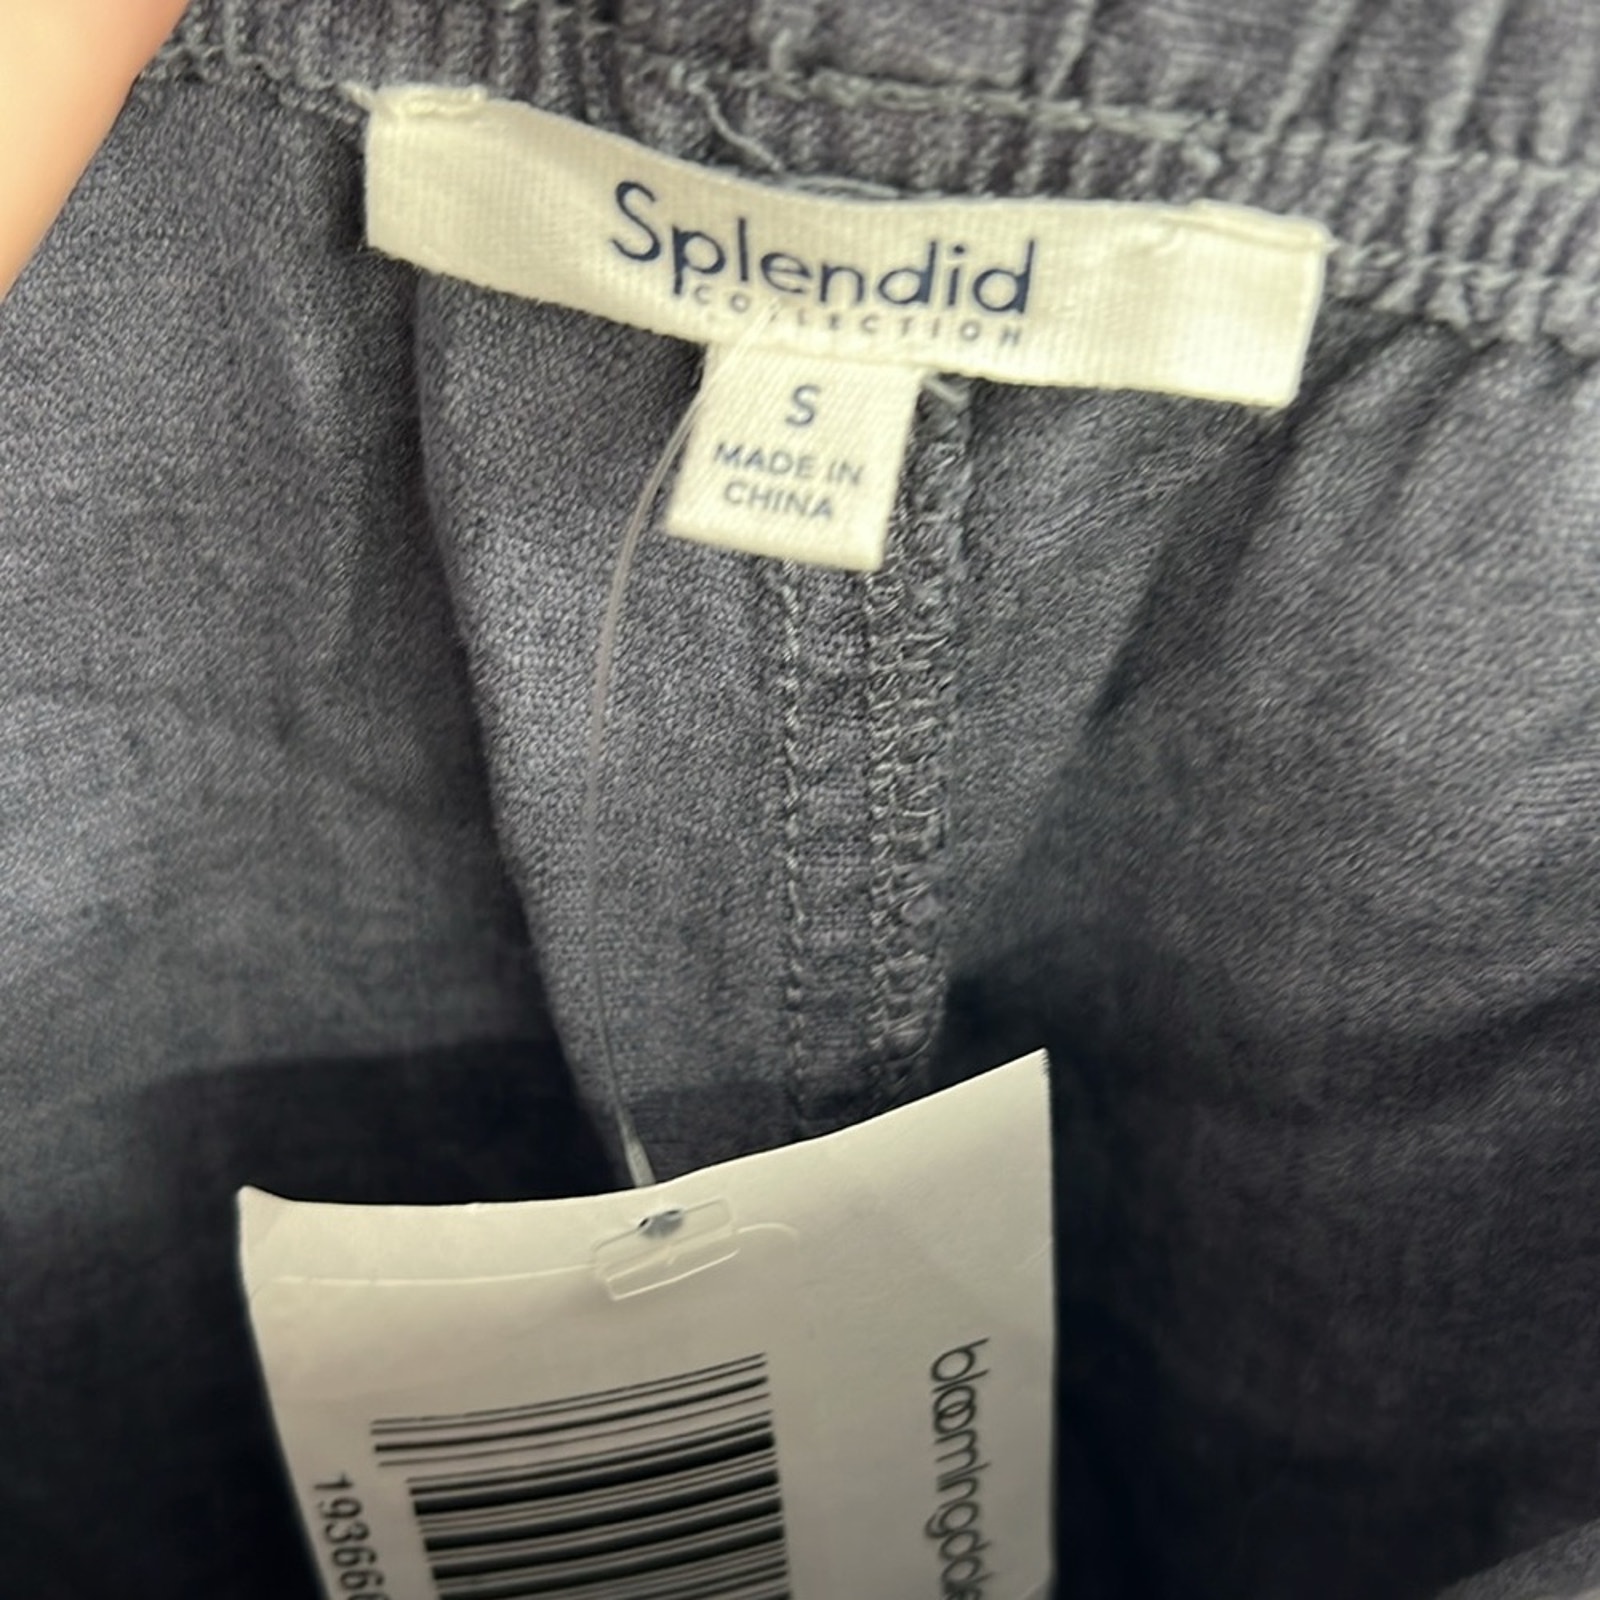 Splendid
COLLECTION
S
MADE IN
CHINA
bloomingdale
19366